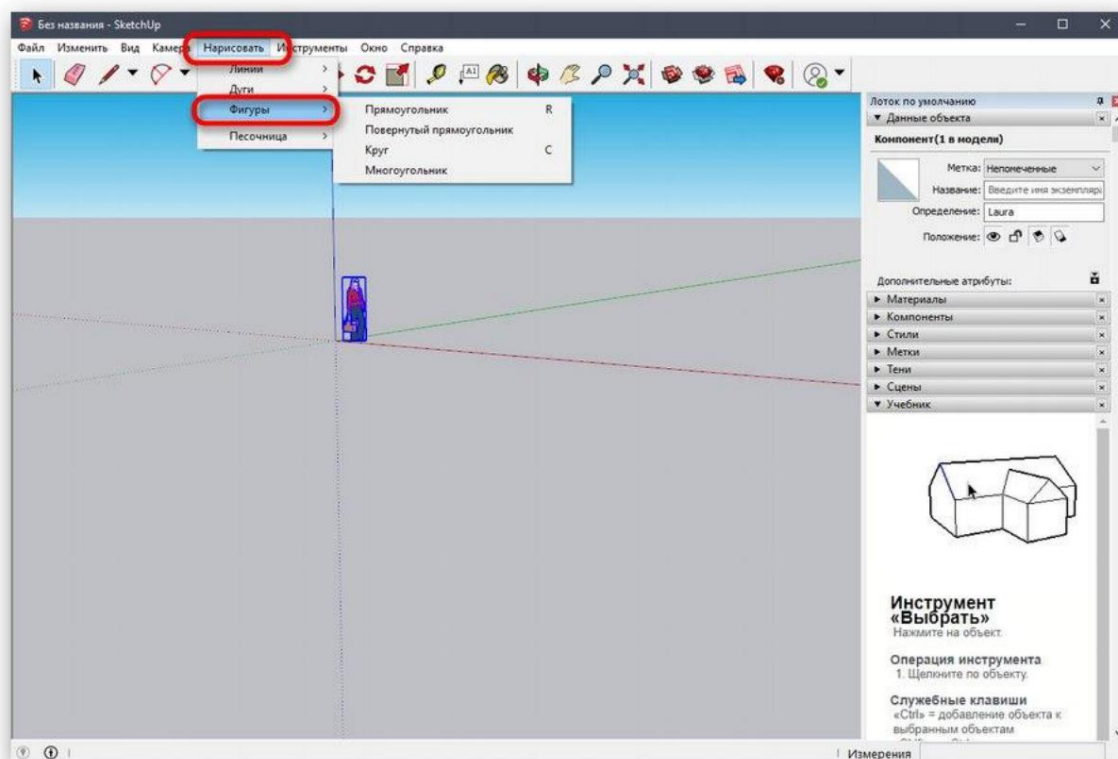 Без названия - SketchUp
Файл Изменить Вид Камера Нарисовать Инструменты Окно Справка
A1
Линии
Дуги
Фигуры
Песочница
Прямоугольник R
Повернутый прямоугольник
Круг C
Многоугольник
Лоток по умолчанию
Данные объекта
Компонент(1 в модели)
Метка: Непомеченные
Название: Введите имя экземпляр
Определение: Laura
Положение:
Дополнительные атрибуты:
Материалы
Компоненты
Стили
Метки
Тени
Сцены
Учебник
Инструмент
«Выбрать»
Нажмите на объект.
Операция инструмента
1. Щелкните по объекту.
Служебные клавиши
«Ctrl» = добавление объекта к
выбранным объектам
Измерения